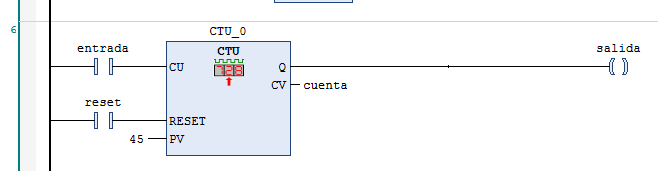 6
CTU_0
entrada
CTU
salida
CU
Q
CV
cuenta
reset
RESET
45
PV